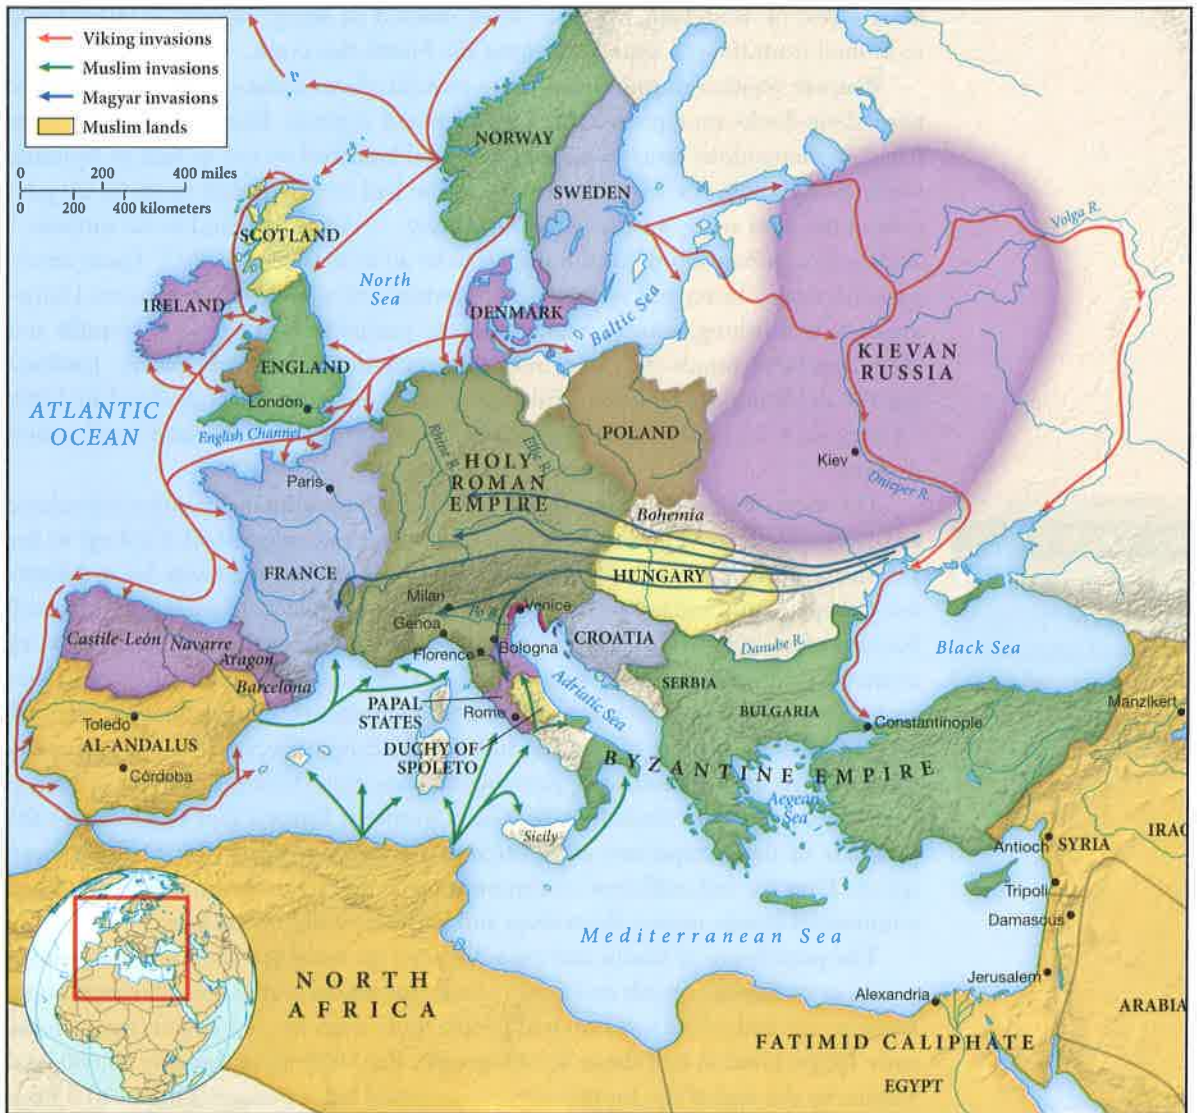 Viking invasions
Muslim invasions
Magyar invasions
Muslim lands
0 200 400 miles
0 200 400 kilometers
NORWAY
SWEDEN
SCOTLAND
North
Sea
IRELAND
DENMARK
Baltic Sea
Volga R.
ENGLAND
London
KIEVAN
RUSSIA
ATLANTIC
OCEAN
English Channel
Rhine R.
Elbe R.
POLAND
Kiev
Dnieper R.
Paris
HOLY
ROMAN
EMPIRE
Bohemia
FRANCE
HUNGARY
Milan
Po R.
Venice
Genoa
Florence
Bologna
CROATIA
Danube R.
Black Sea
Castile-León
Navarre
Aragon
Barcelona
PAPAL
STATES
Rome
Adriatic Sea
SERBIA
BULGARIA
Constantinople
Manzikert
Toledo
AL-ANDALUS
Córdoba
DUCHY OF
SPOLETO
BYZANTINE EMPIRE
Aegean
Sea
Sicily
Antioch
SYRIA
IRAQ
Tripoli
Damascus
Mediterranean Sea
Jerusalem
Alexandria
NORTH
AFRICA
ARABIA
FATIMID CALIPHATE
EGYPT